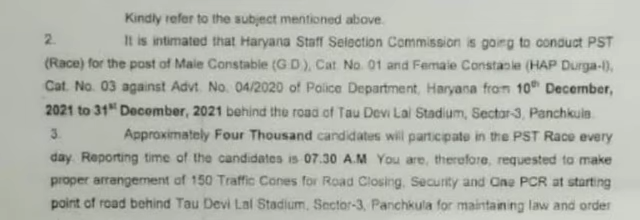 Kindly refer to the subject mentioned above.
2. It is intimated that Haryana Staff Selection Commission is going to conduct PST
(Race) for the post of Male Constable (G.D.), Cat. No. 01 and Female Constable (HAP Durga-I),
Cat. No. 03 against Advt. No. 04/2020 of Police Department, Haryana from 10th December,
2021 to 31st December, 2021 behind the road of Tau Devi Lal Stadium, Sector-3, Panchkula.
3. Approximately Four Thousand candidates will participate in the PST Race every
day. Reporting time of the candidates is 07.30 A.M. You are, therefore, requested to make
proper arrangement of 150 Traffic Cones for Road Closing, Security and One PCR at starting
point of road behind Tau Devi Lal Stadium, Sector-3, Panchkula for maintaining law and order